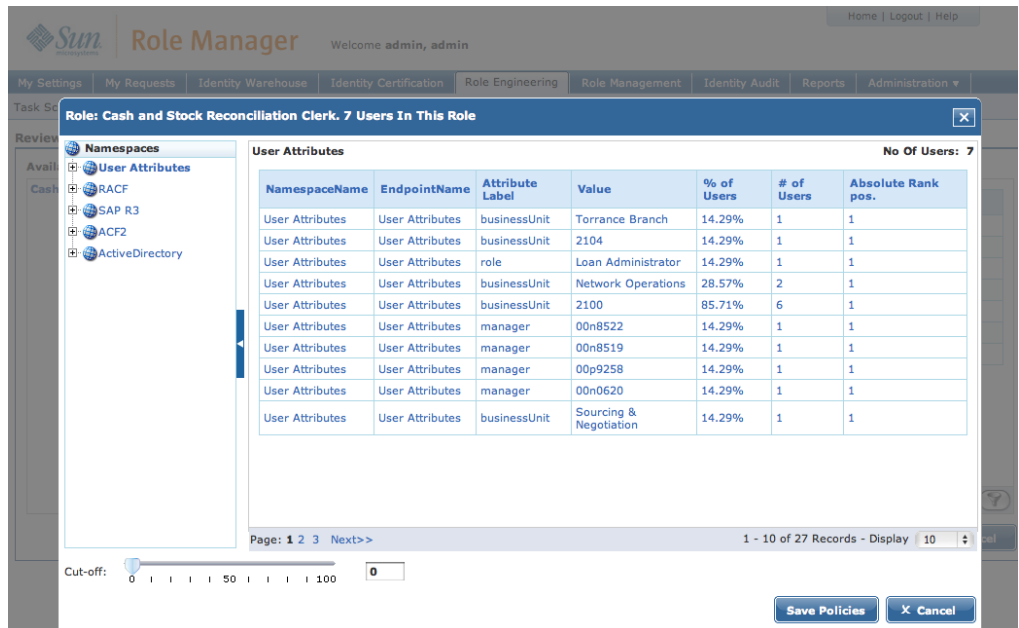 Home | Logout | Help
Sun
microsystems
Role Manager
Welcome admin, admin
My Settings My Requests Identity Warehouse Identity Certification Role Engineering Role Management Identity Audit Reports Administration
Task Sc
Role: Cash and Stock Reconciliation Clerk. 7 Users In This Role
Review
Namespaces
User Attributes
No Of Users: 7
Avail
User Attributes
Cash
RACF
SAP R3
ACF2
ActiveDirectory
NamespaceName EndpointName Attribute Label Value % of Users # of Users Absolute Rank pos.
User Attributes User Attributes businessUnit Torrance Branch 14.29% 1 1
User Attributes User Attributes businessUnit 2104 14.29% 1 1
User Attributes User Attributes role Loan Administrator 14.29% 1 1
User Attributes User Attributes businessUnit Network Operations 28.57% 2 1
User Attributes User Attributes businessUnit 2100 85.71% 6 1
User Attributes User Attributes manager 00n8522 14.29% 1 1
User Attributes User Attributes manager 00n8519 14.29% 1 1
User Attributes User Attributes manager 00p9258 14.29% 1 1
User Attributes User Attributes manager 00n0620 14.29% 1 1
User Attributes User Attributes businessUnit Sourcing & Negotiation 14.29% 1 1
Page: 1 2 3 Next>>
1 - 10 of 27 Records - Display 10
cel
Cut-off:
0 50 100
0
Save Policies
X Cancel